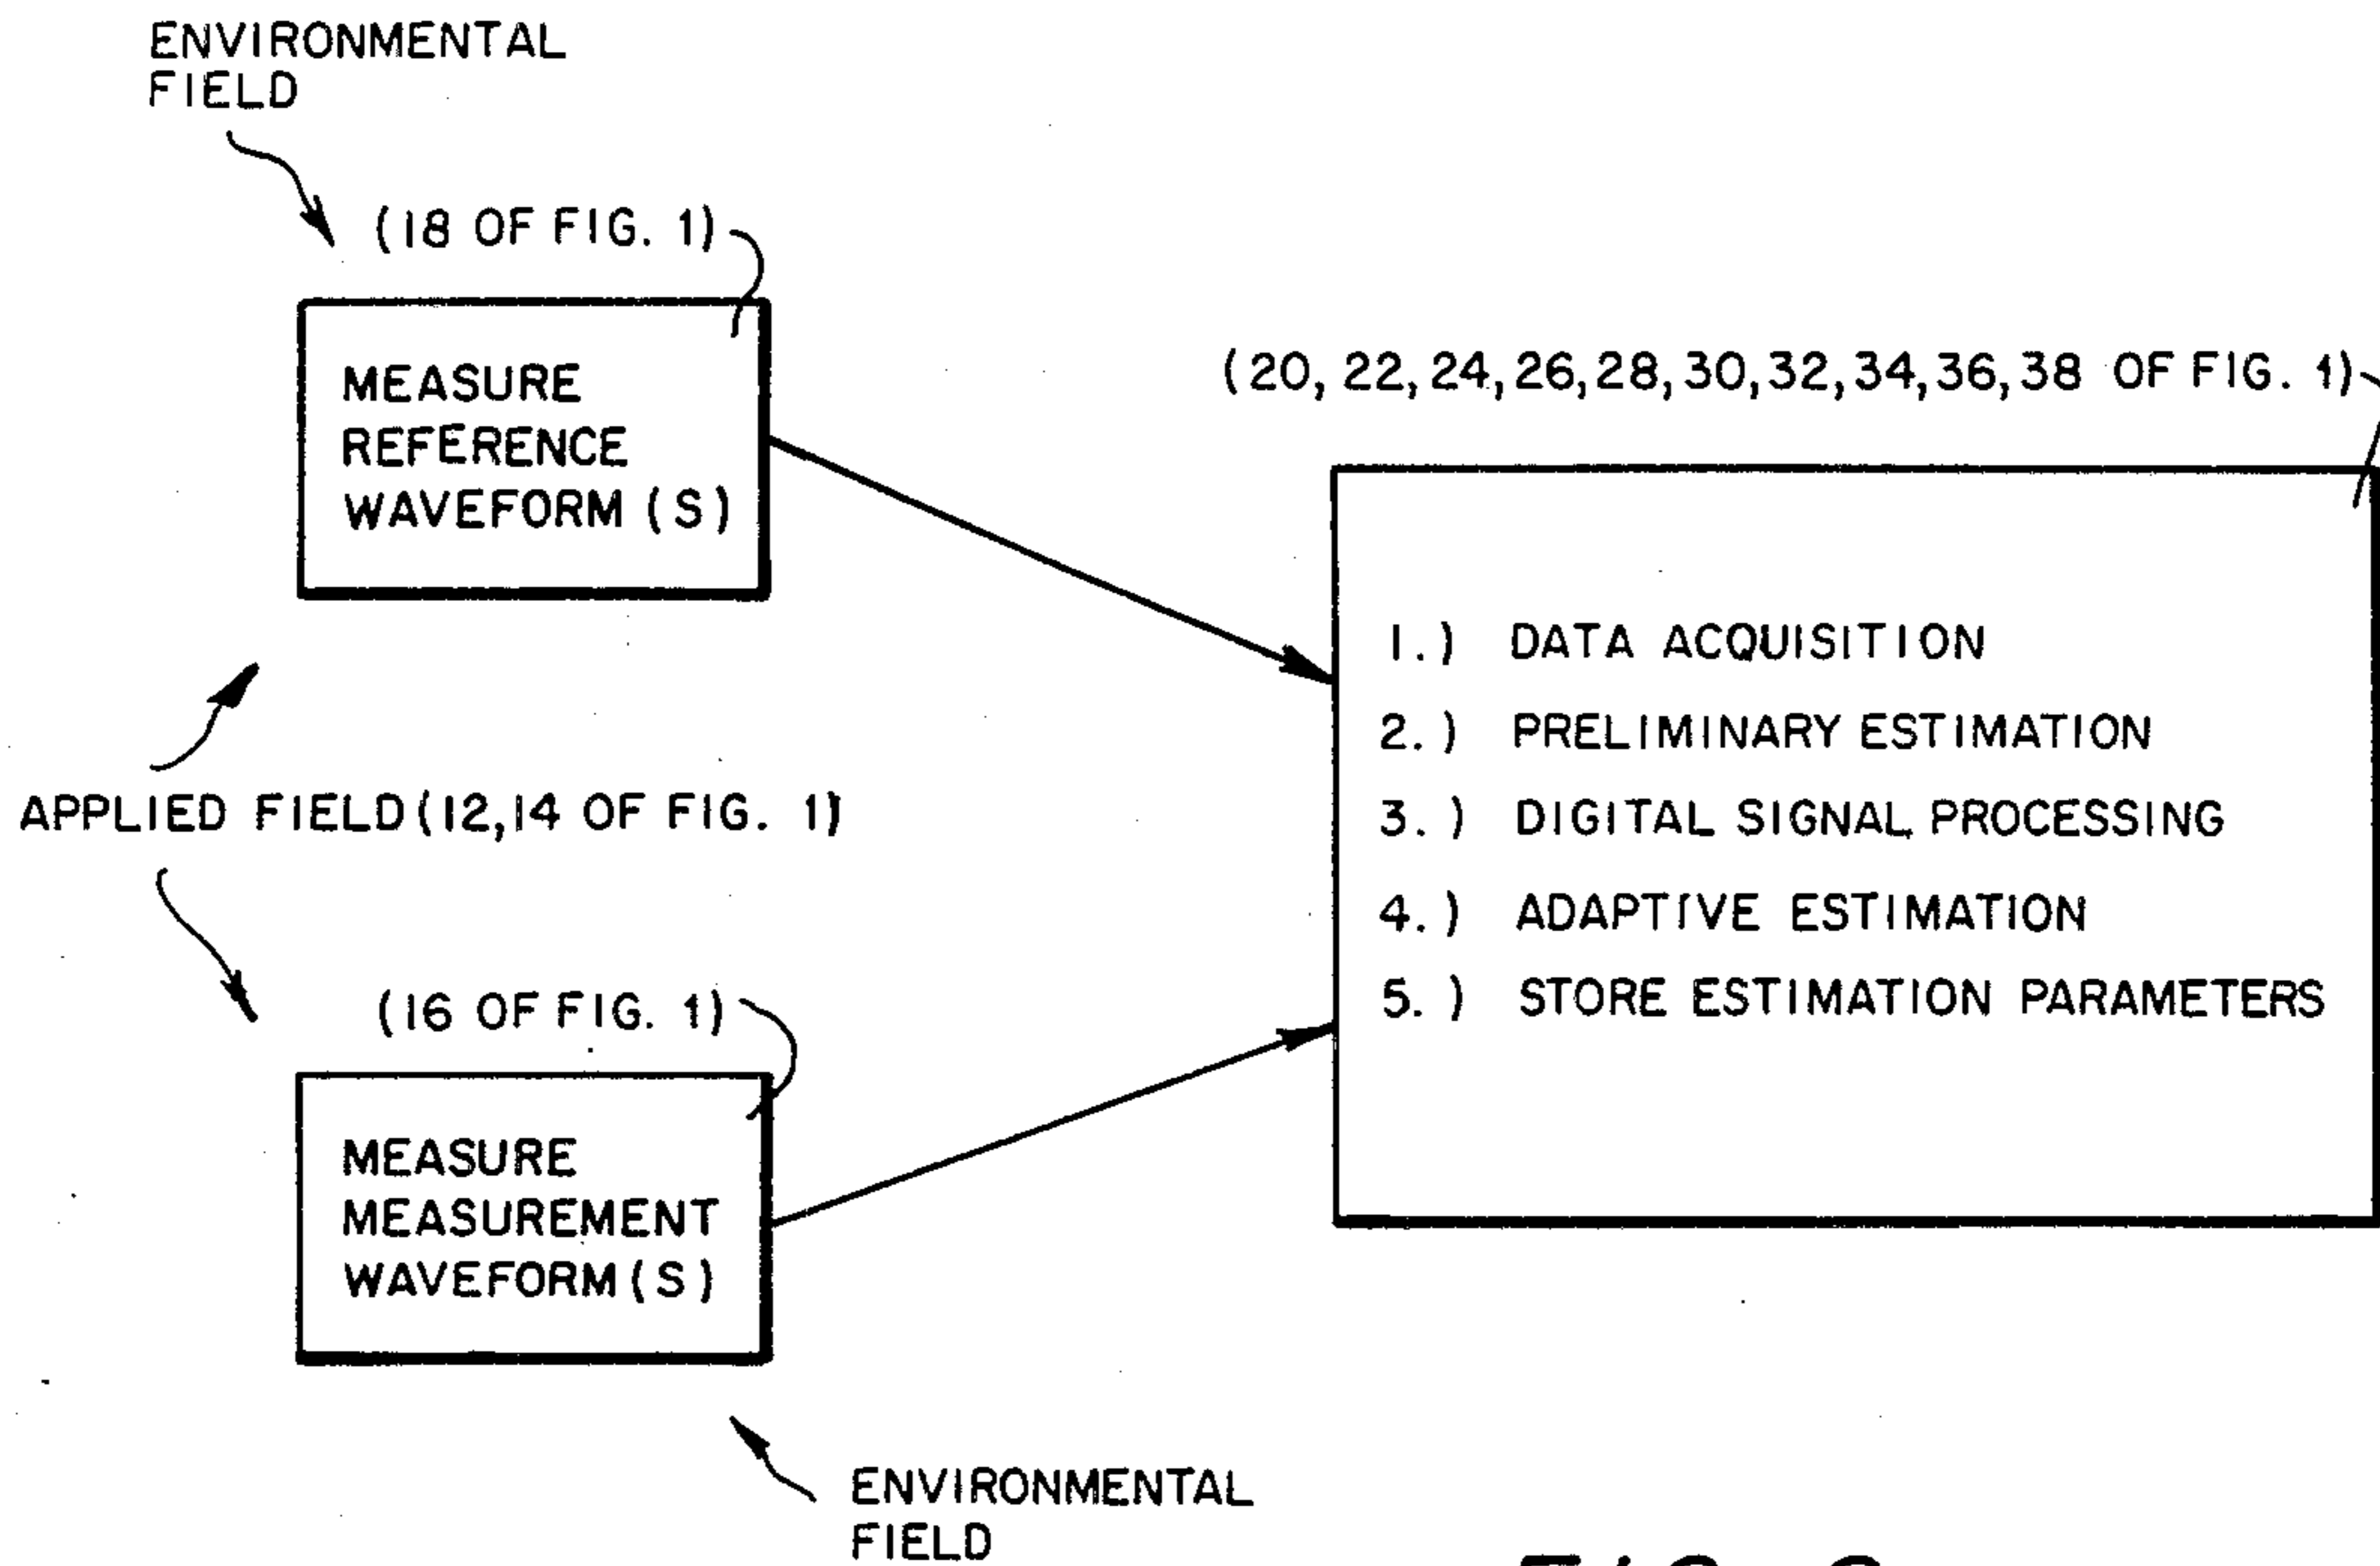 ENVIRONMENTAL
FIELD
(18 OF FIG. 1)
MEASURE
REFERENCE
WAVEFORM (S)
(20, 22, 24, 26, 28, 30, 32, 34, 36, 38 OF FIG. 1)
1.) DATA ACQUISITION
2.) PRELIMINARY ESTIMATION
3.) DIGITAL SIGNAL PROCESSING
4.) ADAPTIVE ESTIMATION
5.) STORE ESTIMATION PARAMETERS
APPLIED FIELD (12, 14 OF FIG. 1)
(16 OF FIG. 1)
MEASURE
MEASUREMENT
WAVEFORM (S)
ENVIRONMENTAL
FIELD